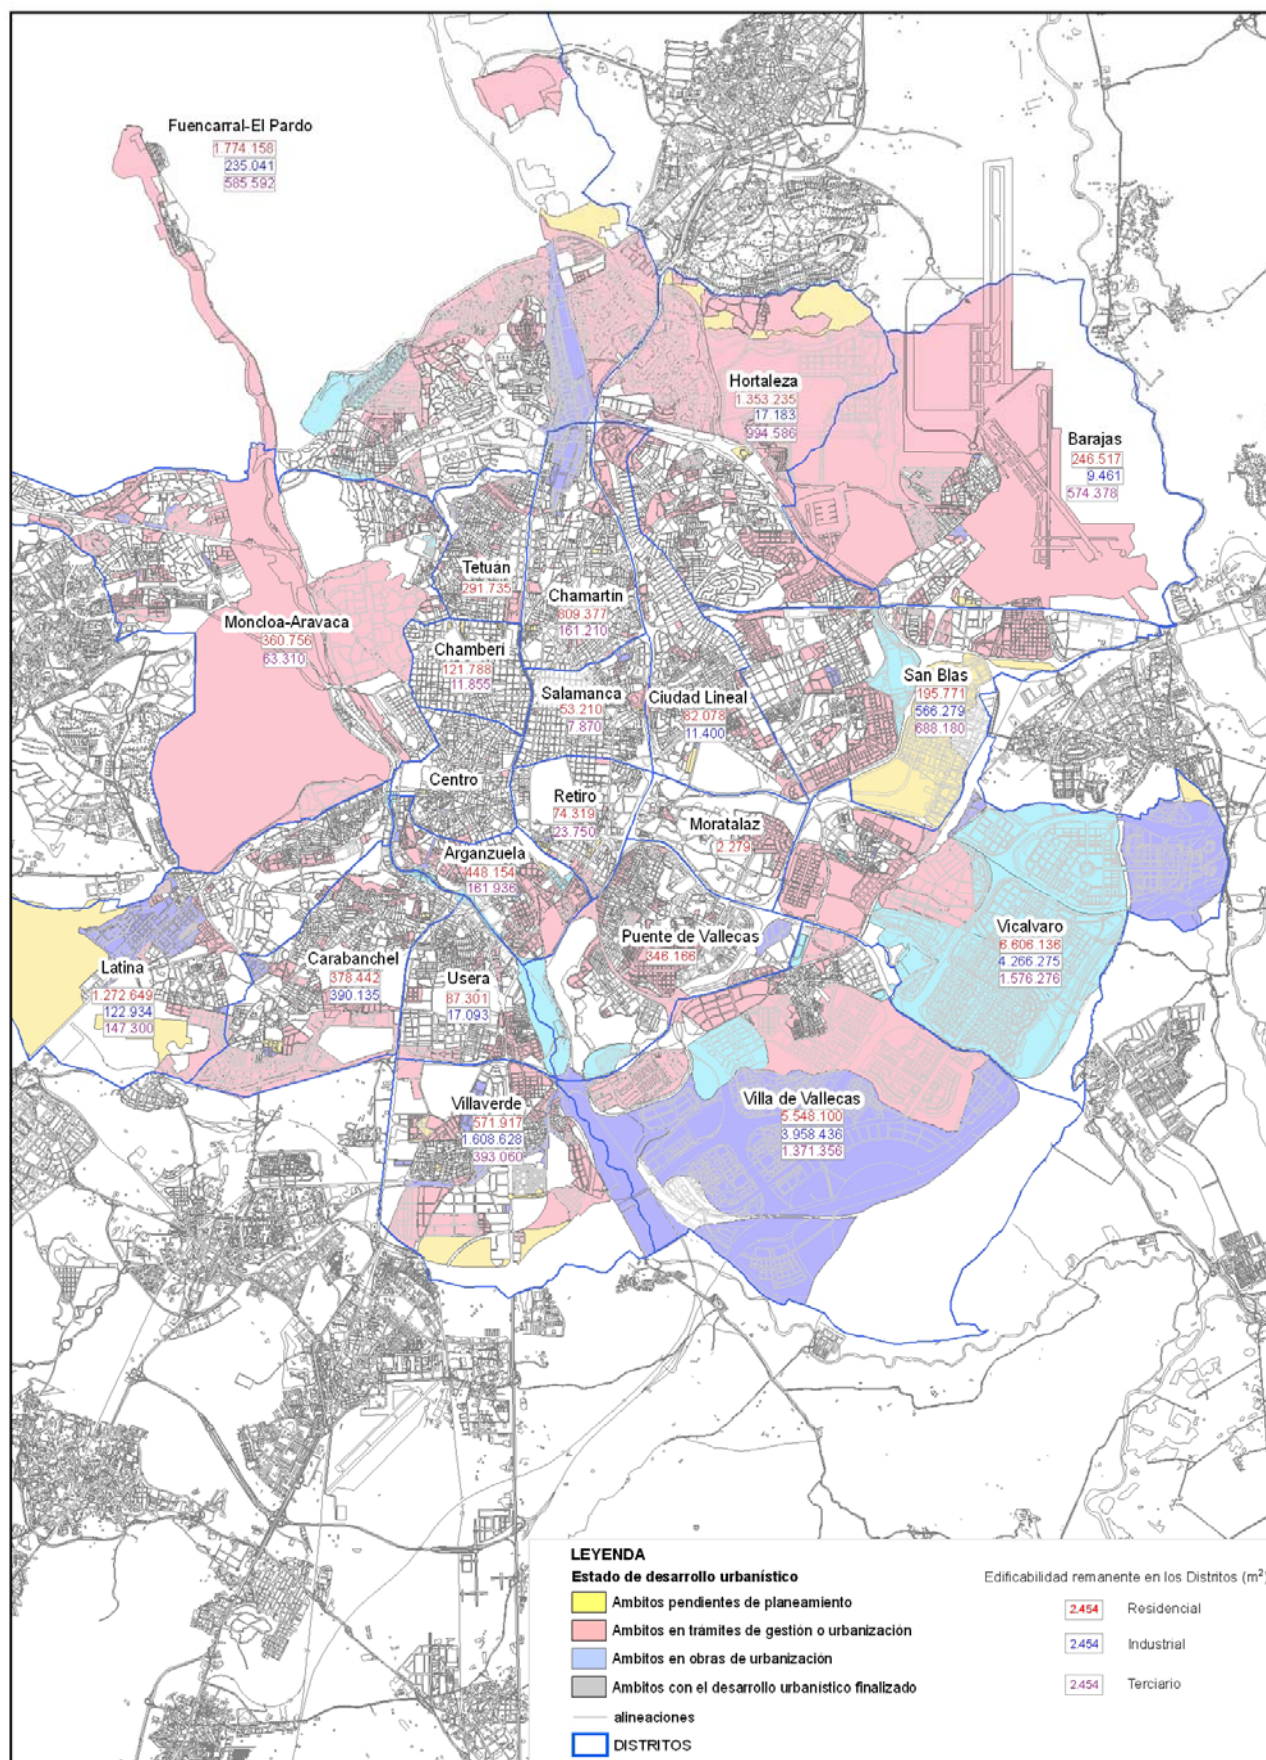 Fuencarral-El Pardo
1.774.158
235.041
585.592
Hortaleza
1.353.235
17.183
994.586
Barajas
246.517
9.461
574.378
Tetuán
291.735
Chamartín
809.377
161.210
Moncloa-Aravaca
360.756
63.310
Chamberí
121.788
11.855
Salamanca
53.210
7.870
Ciudad Lineal
82.078
11.400
San Blas
195.771
566.279
688.180
Centro
Retiro
74.319
23.750
Moratalaz
2.279
Arganzuela
448.154
161.936
Puente de Vallecas
346.166
Vicalvaro
6.606.136
4.266.275
1.576.276
Latina
1.272.649
122.934
147.300
Carabanchel
378.442
390.135
Usera
87.301
17.093
Villaverde
571.917
1.608.628
393.060
Villa de Vallecas
5.548.100
3.958.436
1.371.356
LEYENDA
Estado de desarrollo urbanístico
Ambitos pendientes de planeamiento
Ambitos en trámites de gestión o urbanización
Ambitos en obras de urbanización
Ambitos con el desarrollo urbanístico finalizado
alineaciones
DISTRITOS
Edificabilidad remanente en los Distritos (m²)
2.454 Residencial
2.454 Industrial
2.454 Terciario